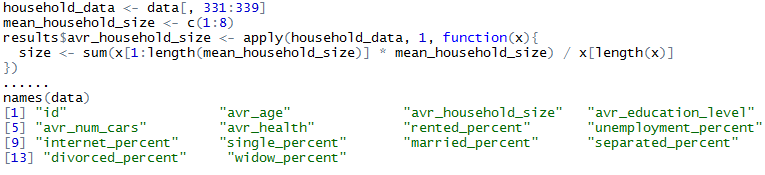 household_data <- data[, 331:339]
mean_household_size <- c(1:8)
results$avr_household_size <- apply(household_data, 1, function(x){
  size <- sum(x[1:length(mean_household_size)] * mean_household_size) / x[length(x)]
})
......
names(data)
[1] "id" "avr_age" "avr_household_size" "avr_education_level"
[5] "avr_num_cars" "avr_health" "rented_percent" "unemployment_percent"
[9] "internet_percent" "single_percent" "married_percent" "separated_percent"
[13] "divorced_percent" "widow_percent"